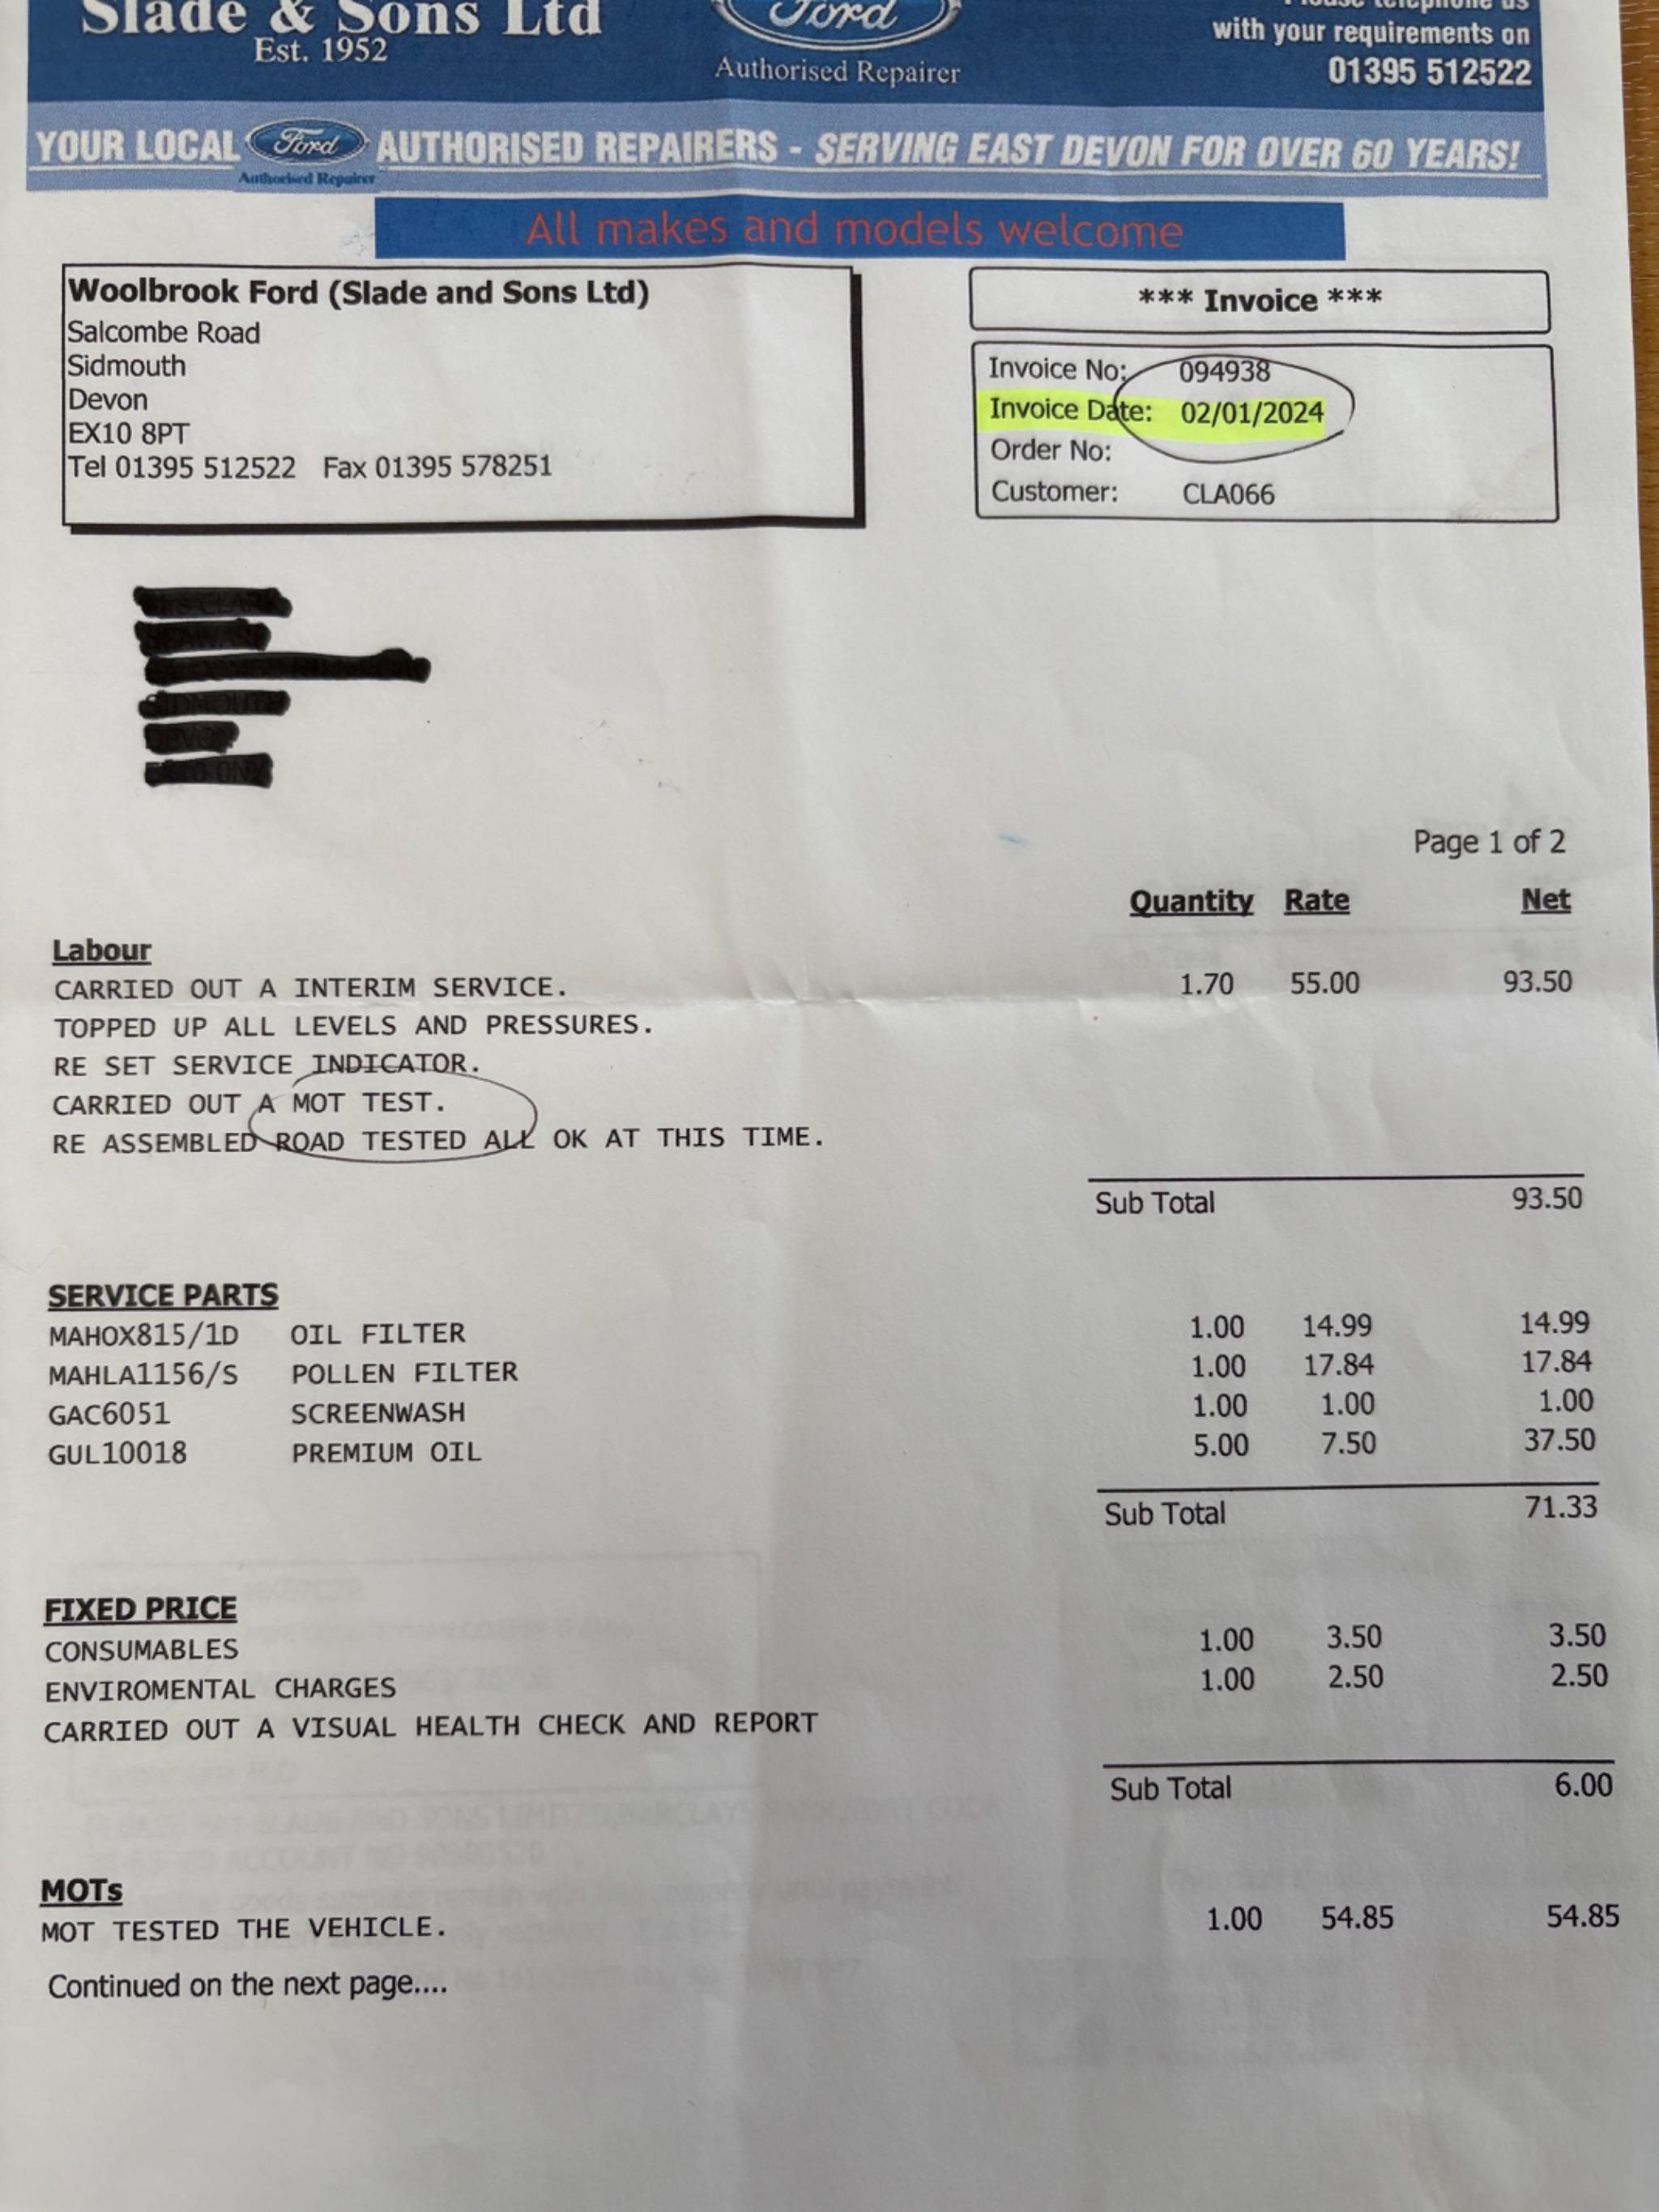 Slade & Sons Ltd
Est. 1952
Ford
Authorised Repairer
with your requirements on
01395 512522
YOUR LOCAL Ford AUTHORISED REPAIRERS - SERVING EAST DEVON FOR OVER 60 YEARS!
Authorised Repairer
All makes and models welcome
Woolbrook Ford (Slade and Sons Ltd)
Salcombe Road
Sidmouth
Devon
EX10 8PT
Tel 01395 512522 Fax 01395 578251
*** Invoice ***
Invoice No: 094938
Invoice Date: 02/01/2024
Order No:
Customer: CLA066
Page 1 of 2
Quantity Rate Net
Labour
CARRIED OUT A INTERIM SERVICE. 1.70 55.00 93.50
TOPPED UP ALL LEVELS AND PRESSURES.
RE SET SERVICE INDICATOR.
CARRIED OUT A MOT TEST.
RE ASSEMBLED ROAD TESTED ALL OK AT THIS TIME.
Sub Total 93.50
SERVICE PARTS
MAHOX815/1D OIL FILTER 1.00 14.99 14.99
MAHLA1156/S POLLEN FILTER 1.00 17.84 17.84
GAC6051 SCREENWASH 1.00 1.00 1.00
GUL10018 PREMIUM OIL 5.00 7.50 37.50
Sub Total 71.33
FIXED PRICE
CONSUMABLES 1.00 3.50 3.50
ENVIROMENTAL CHARGES 1.00 2.50 2.50
CARRIED OUT A VISUAL HEALTH CHECK AND REPORT
Sub Total 6.00
MOTs
MOT TESTED THE VEHICLE. 1.00 54.85 54.85
Continued on the next page....